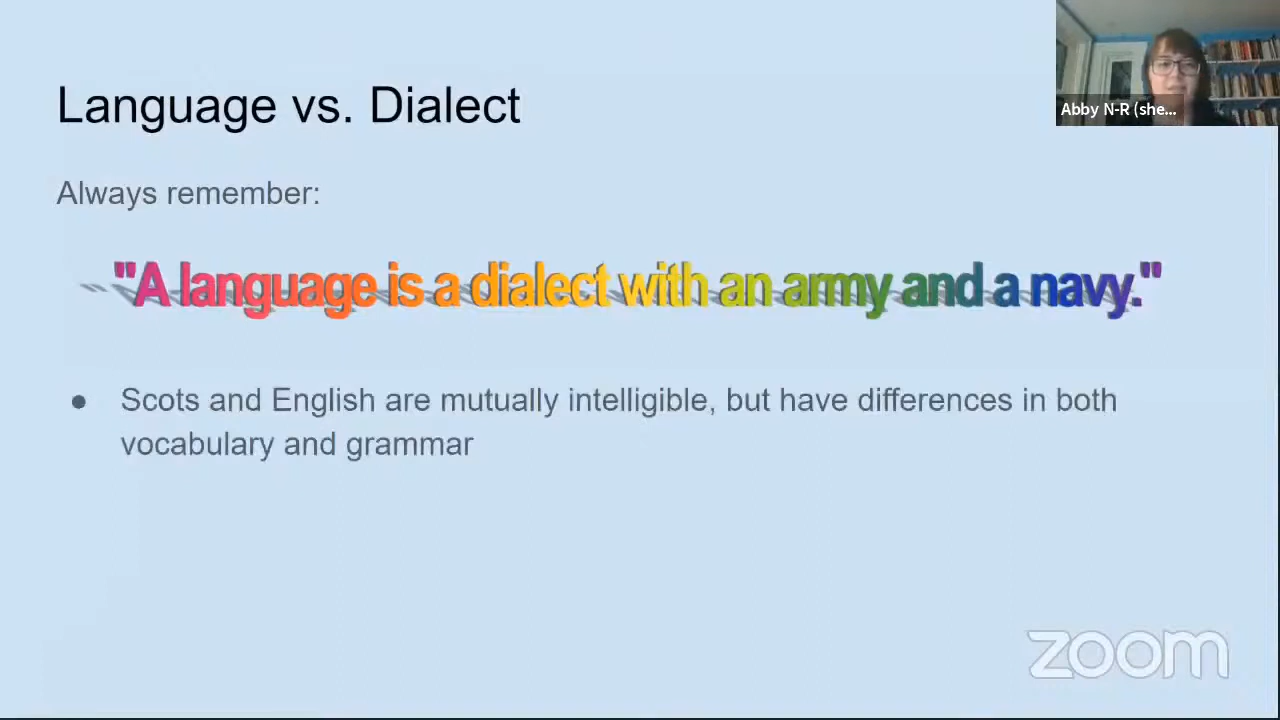 Language vs. Dialect
Abby N-R (she...
Always remember:
"A language is a dialect with an army and a navy."
● Scots and English are mutually intelligible, but have differences in both
vocabulary and grammar
zoom